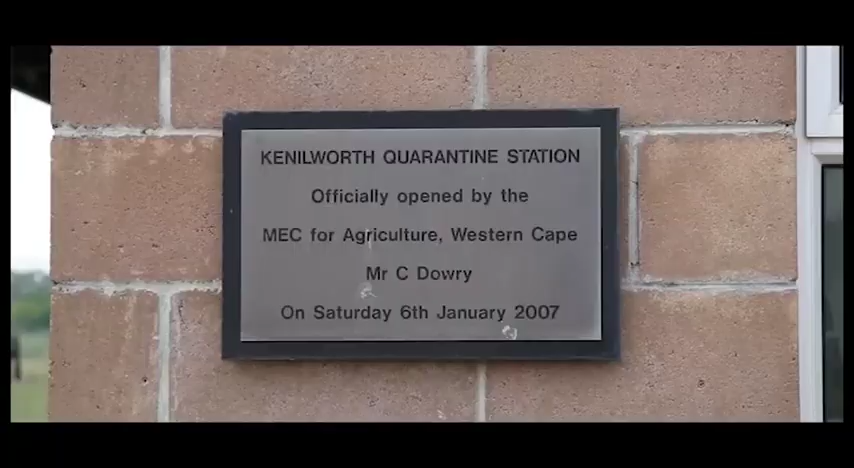 KENILWORTH QUARANTINE STATION
Officially opened by the
MEC for Agriculture, Western Cape
Mr C Dowry
On Saturday 6th January 2007